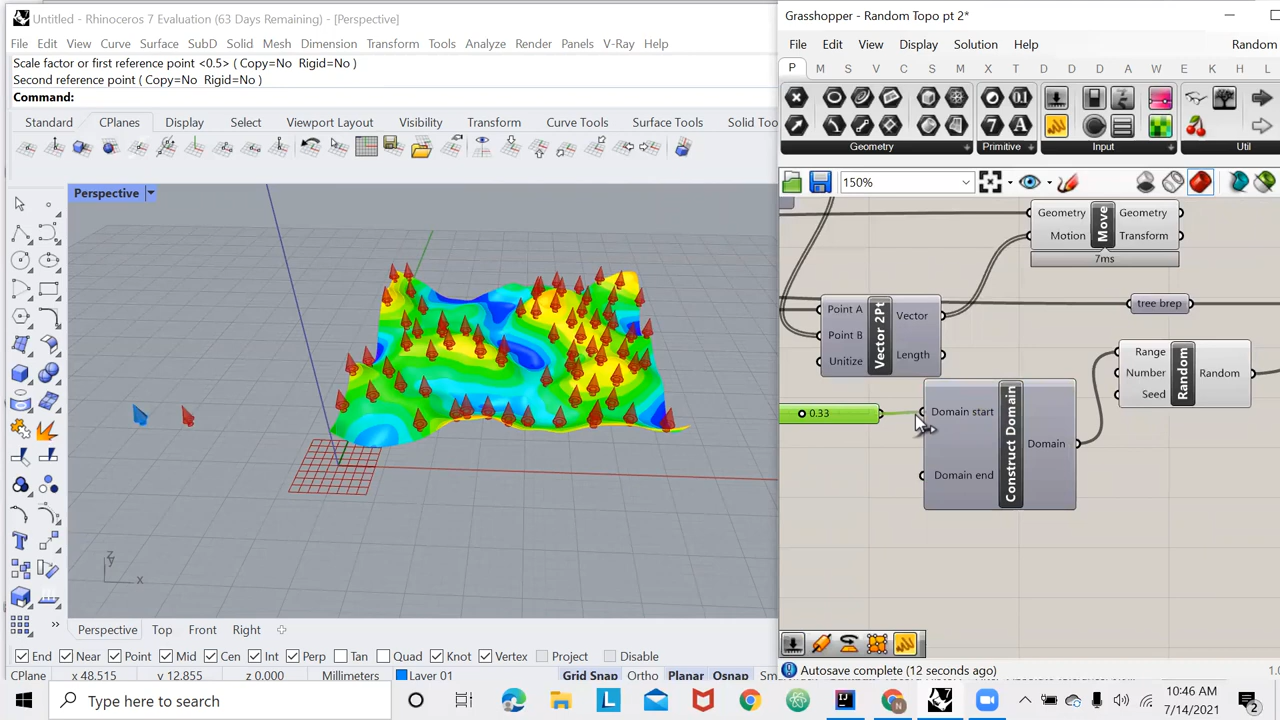 Untitled - Rhinoceros 7 Evaluation (63 Days Remaining) - [Perspective]
File Edit View Curve Surface SubD Solid Mesh Dimension Transform Tools Analyze Render Panels V-Ray Help
Scale factor or first reference point <0.5> ( Copy=No Rigid=No )
Second reference point ( Copy=No Rigid=No )
Command:
Standard CPlanes Display Select Viewport Layout Visibility Transform Curve Tools Surface Tools Solid Too
Perspective
z
y
x
Perspective Top Front Right
End Near Point Mid Cen Int Perp Tan Quad Knot Vertex Project Disable
CPlane x 48.515 y 12.855 z 0.000 Millimeters Layer 01 Grid Snap Ortho Planar Osnap
Grasshopper - Random Topo pt 2*
File Edit View Display Solution Help Random
P M S V C S M X T D D D A W E K H L
Geometry Primitive Input Util
150%
Geometry Move Geometry
Motion Transform
7ms
Point A Vector 2Pt Vector
Point B
Unitize Length
tree brep
Range Random
Number Random
Seed
0.33
Domain start Construct Domain
Domain
Domain end
Autosave complete (12 seconds ago)
1.0
Type here to search
10:46 AM
7/14/2021
2